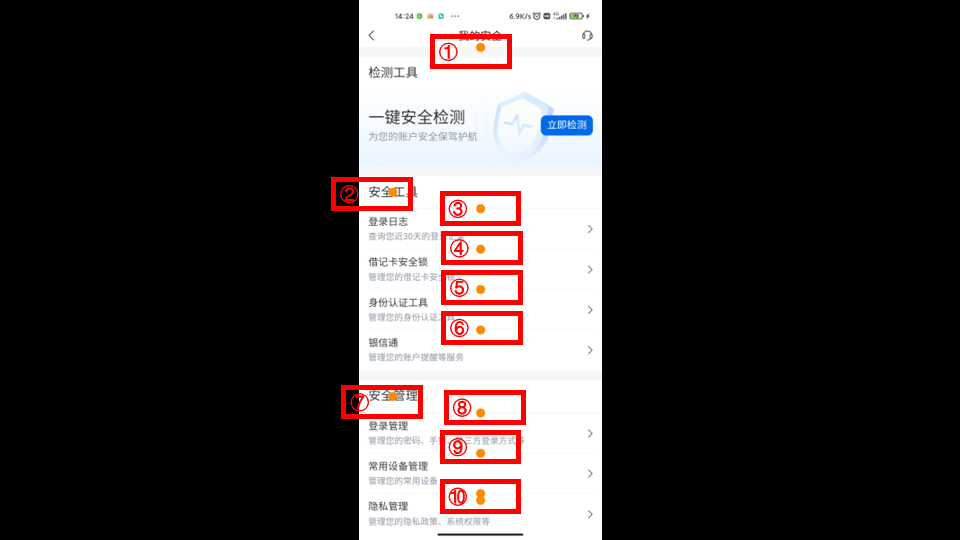 14:24 ··· 6.9K/s 4G
我的安全
①
检测工具
一键安全检测
为您的账户安全保驾护航
立即检测
② 安全工具
③
登录日志
查询您近30天的登
④
借记卡安全锁
管理您的借记卡安
⑤
身份认证工具
管理您的身份认证
⑥
银信通
管理您的账户提醒等服务
⑦ 安全管理
⑧
登录管理
管理您的密码、手 三方登录方式等
⑨
常用设备管理
管理您的常用设备
⑩
隐私管理
管理您的隐私政策、系统权限等